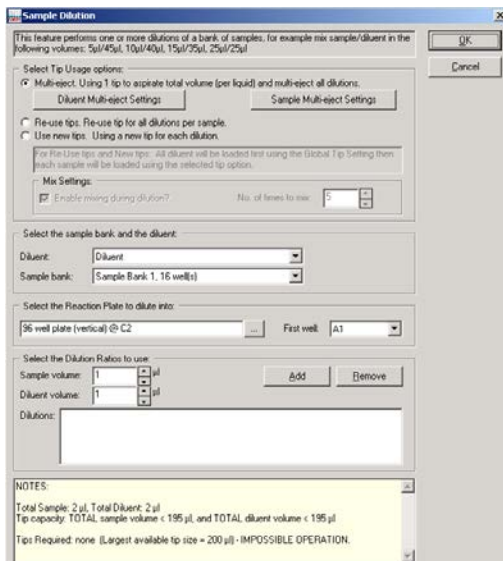 Sample Dilution
This feature performs one or more dilutions of a bank of samples, for example mix sample/diluent in the
following volumes: 5µl/45µl, 10µl/40µl, 15µl/35µl, 25µl/25µl
OK
Cancel
Select Tip Usage options:
Multi-eject. Using 1 tip to aspirate total volume (per liquid) and multi-eject all dilutions.
Diluent Multi-eject Settings
Sample Multi-eject Settings
Re-use tips. Re-use tip for all dilutions per sample.
Use new tips. Using a new tip for each dilution.
For Re-Use tips and New tips: All diluent will be loaded first using the Global Tip Setting then
each sample will be loaded using the selected tip option.
Mix Settings:
Enable mixing during dilution?
No. of times to mix:
5
Select the sample bank and the diluent:
Diluent:
Diluent
Sample bank:
Sample Bank 1, 16 well(s)
Select the Reaction Plate to dilute into:
96 well plate (vertical) @ C2
...
First well:
A1
Select the Dilution Ratios to use:
Sample volume:
1
µl
Diluent volume:
1
µl
Add
Remove
Dilutions:
NOTES:
Total Sample: 2 µl, Total Diluent: 2 µl
Tip capacity: TOTAL sample volume < 195 µl, and TOTAL diluent volume < 195 µl
Tips Required: none (Largest available tip size = 200 µl) - IMPOSSIBLE OPERATION.